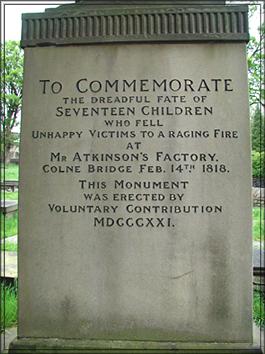 To Commemorate
the dreadful fate of
Seventeen Children
who fell
Unhappy Victims to a raging Fire
at
Mr Atkinson's Factory.
Colne Bridge Feb. 14th 1818.
This Monument
was erected by
Voluntary Contribution
MDCCCXXI.